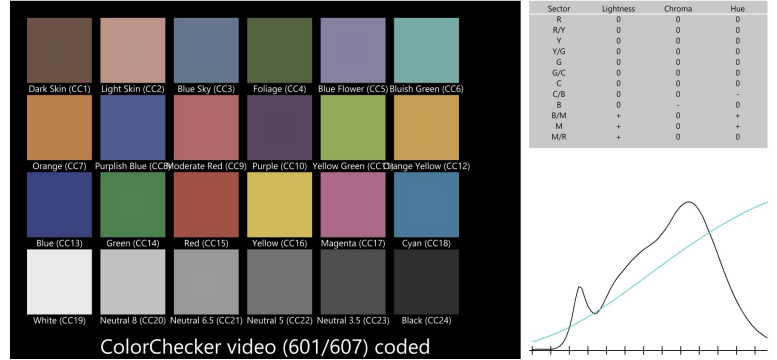 Dark Skin (CC1) Light Skin (CC2) Blue Sky (CC3) Foliage (CC4) Blue Flower (CC5) Bluish Green (CC6)
Orange (CC7) Purplish Blue (CC8) Moderate Red (CC9) Purple (CC10) Yellow Green (CC11) Orange Yellow (CC12)
Blue (CC13) Green (CC14) Red (CC15) Yellow (CC16) Magenta (CC17) Cyan (CC18)
White (CC19) Neutral 8 (CC20) Neutral 6.5 (CC21) Neutral 5 (CC22) Neutral 3.5 (CC23) Black (CC24)
ColorChecker video (601/607) coded
Sector Lightness Chroma Hue
R 0 0 0
R/Y 0 0 0
Y 0 0 0
Y/G 0 0 0
G 0 0 0
G/C 0 0 0
C 0 0 0
C/B 0 0 -
B 0 - 0
B/M + 0 +
M + 0 +
M/R + 0 0